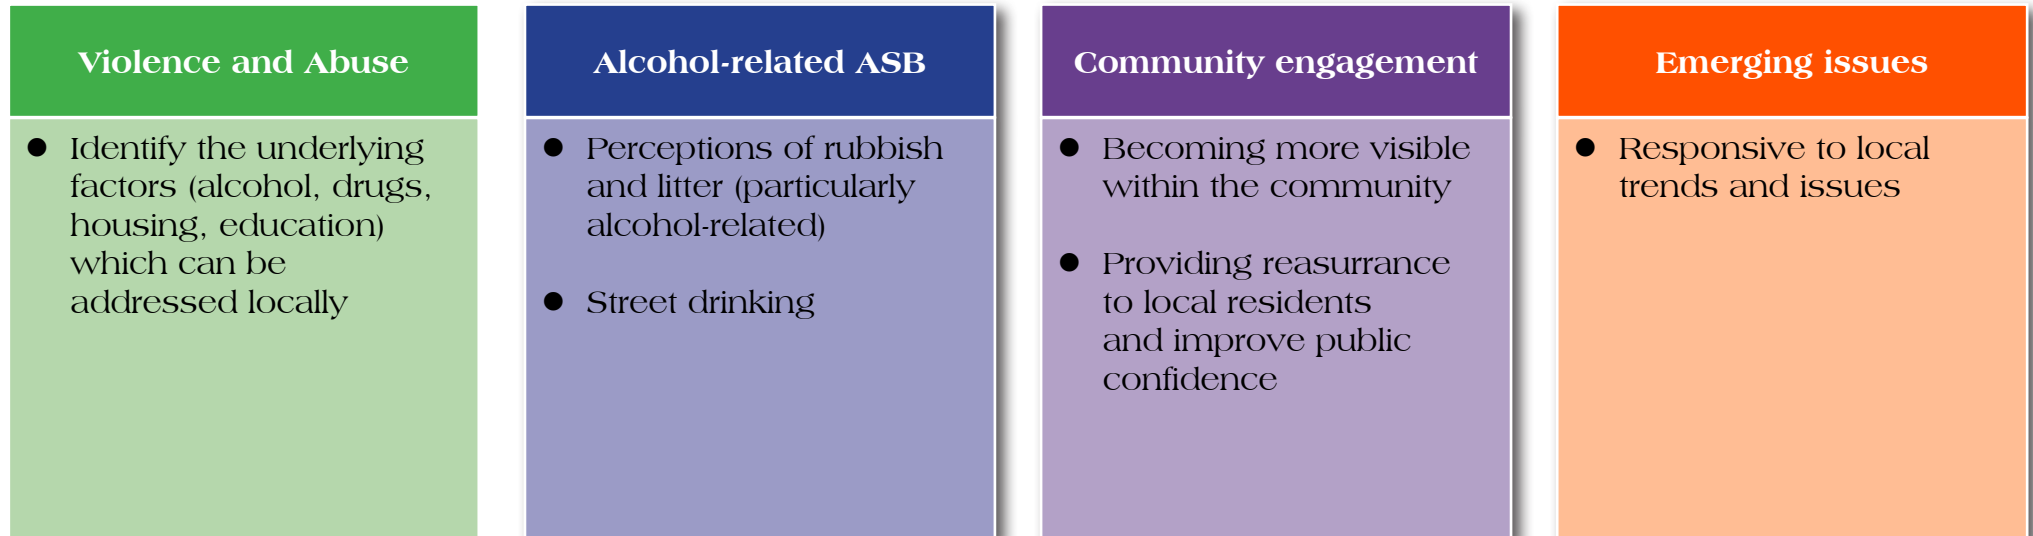 Violence and Abuse
● Identify the underlying
factors (alcohol, drugs,
housing, education)
which can be
addressed locally
Alcohol-related ASB
● Perceptions of rubbish
and litter (particularly
alcohol-related)
● Street drinking
Community engagement
● Becoming more visible
within the community
● Providing reasurrance
to local residents
and improve public
confidence
Emerging issues
● Responsive to local
trends and issues